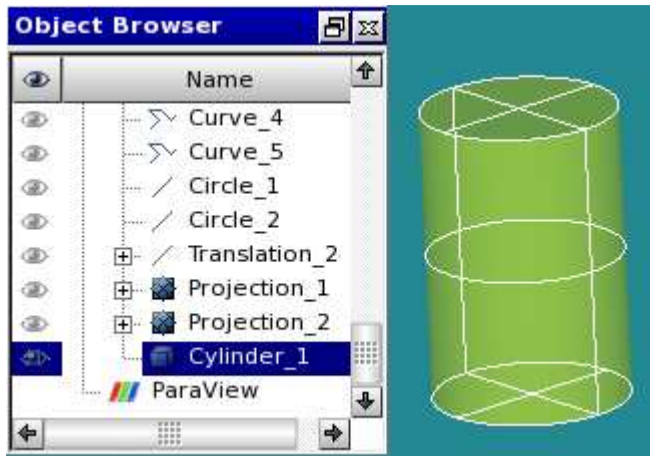 Object Browser
Name
Curve_4
Curve_5
Circle_1
Circle_2
Translation_2
Projection_1
Projection_2
Cylinder_1
ParaView